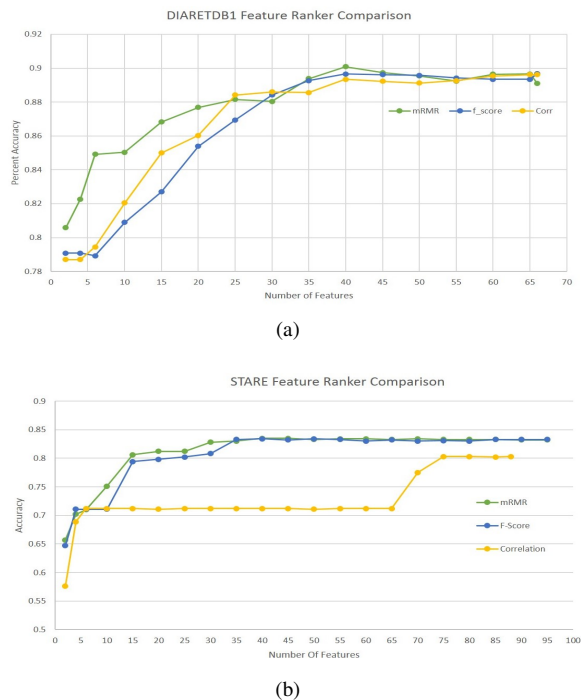 DIARETDB1 Feature Ranker Comparison
0.92
0.9
0.88
0.86
0.84
0.82
0.8
0.78
Percent Accuracy
mRMR f_score Corr
0 5 10 15 20 25 30 35 40 45 50 55 60 65 70
Number of Features
(a)
STARE Feature Ranker Comparison
0.9
0.85
0.8
0.75
0.7
0.65
0.6
0.55
0.5
Accuracy
mRMR
F-Score
Correlation
0 5 10 15 20 25 30 35 40 45 50 55 60 65 70 75 80 85 90 95 100
Number Of Features
(b)